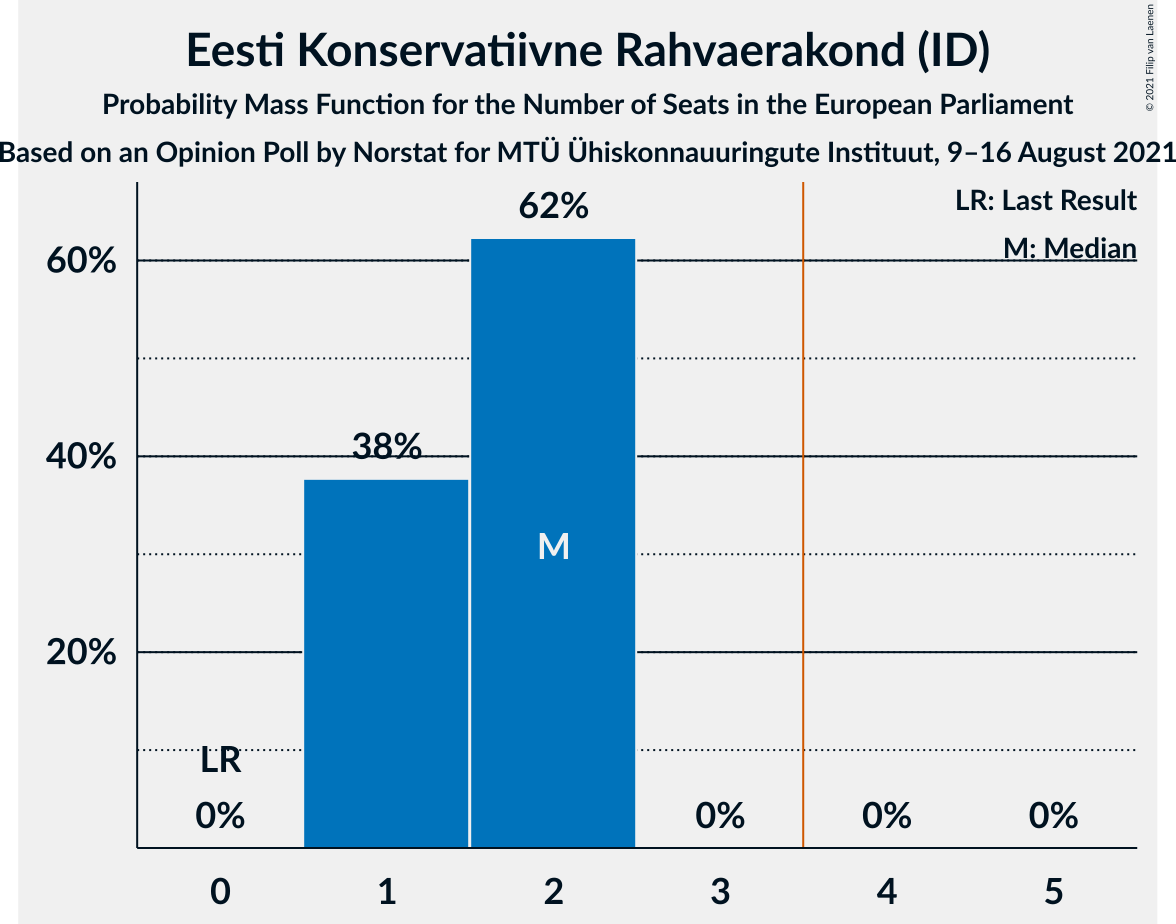 Eesti Konservatiivne Rahvaerakond (ID)
Probability Mass Function for the Number of Seats in the European Parliament
Based on an Opinion Poll by Norstat for MTÜ Ühiskonnauuringute Instituut, 9–16 August 2021
© 2021 Filip van Laenen
LR: Last Result
M: Median
62%
60%
38%
40%
M
20%
LR
0%
0%
0%
0%
0
1
2
3
4
5